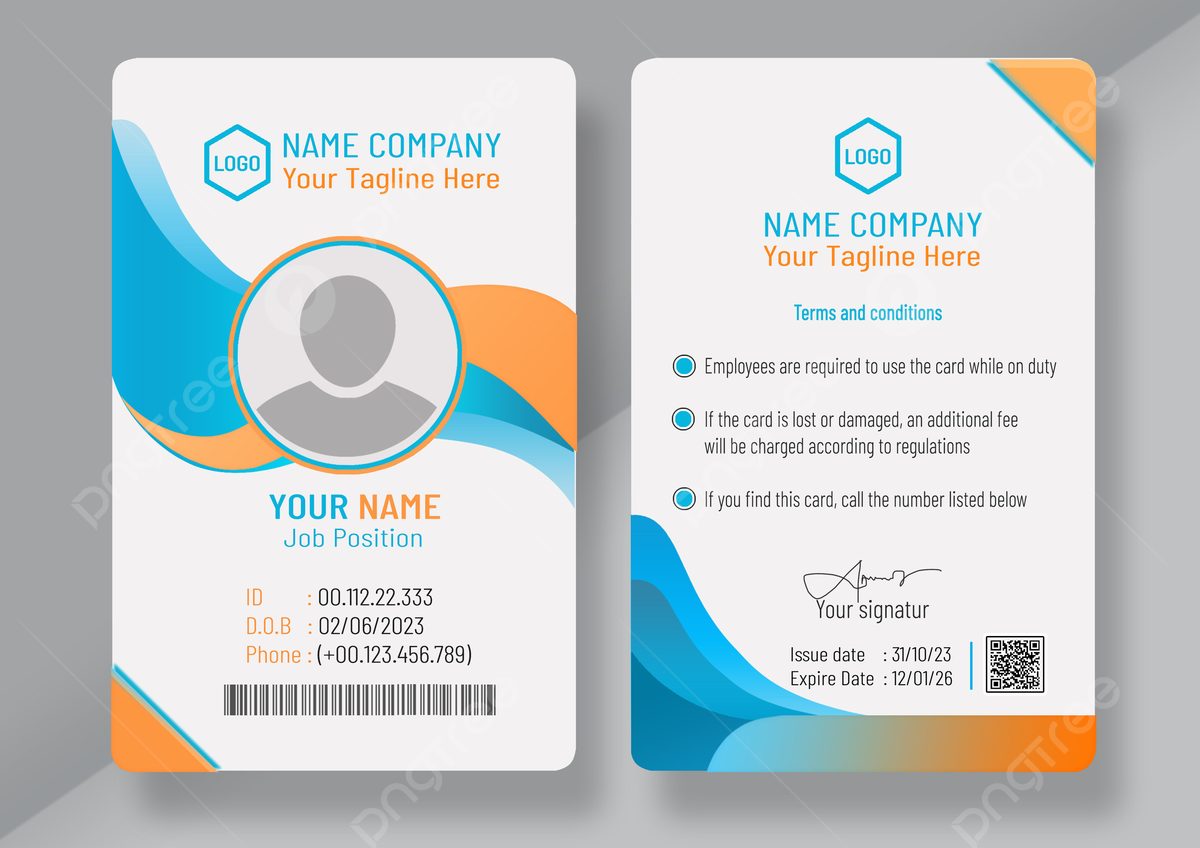 LOGO
NAME COMPANY
Your Tagline Here
YOUR NAME
Job Position
ID : 00.112.22.333
D.O.B : 02/06/2023
Phone : (+00.123.456.789)
LOGO
NAME COMPANY
Your Tagline Here
Terms and conditions
Employees are required to use the card while on duty
If the card is lost or damaged, an additional fee
will be charged according to regulations
If you find this card, call the number listed below
Your signatur
Issue date : 31/10/23
Expire Date : 12/01/26
pngtree
pngtree
pngtree
pngtree
pngtree
pngtree